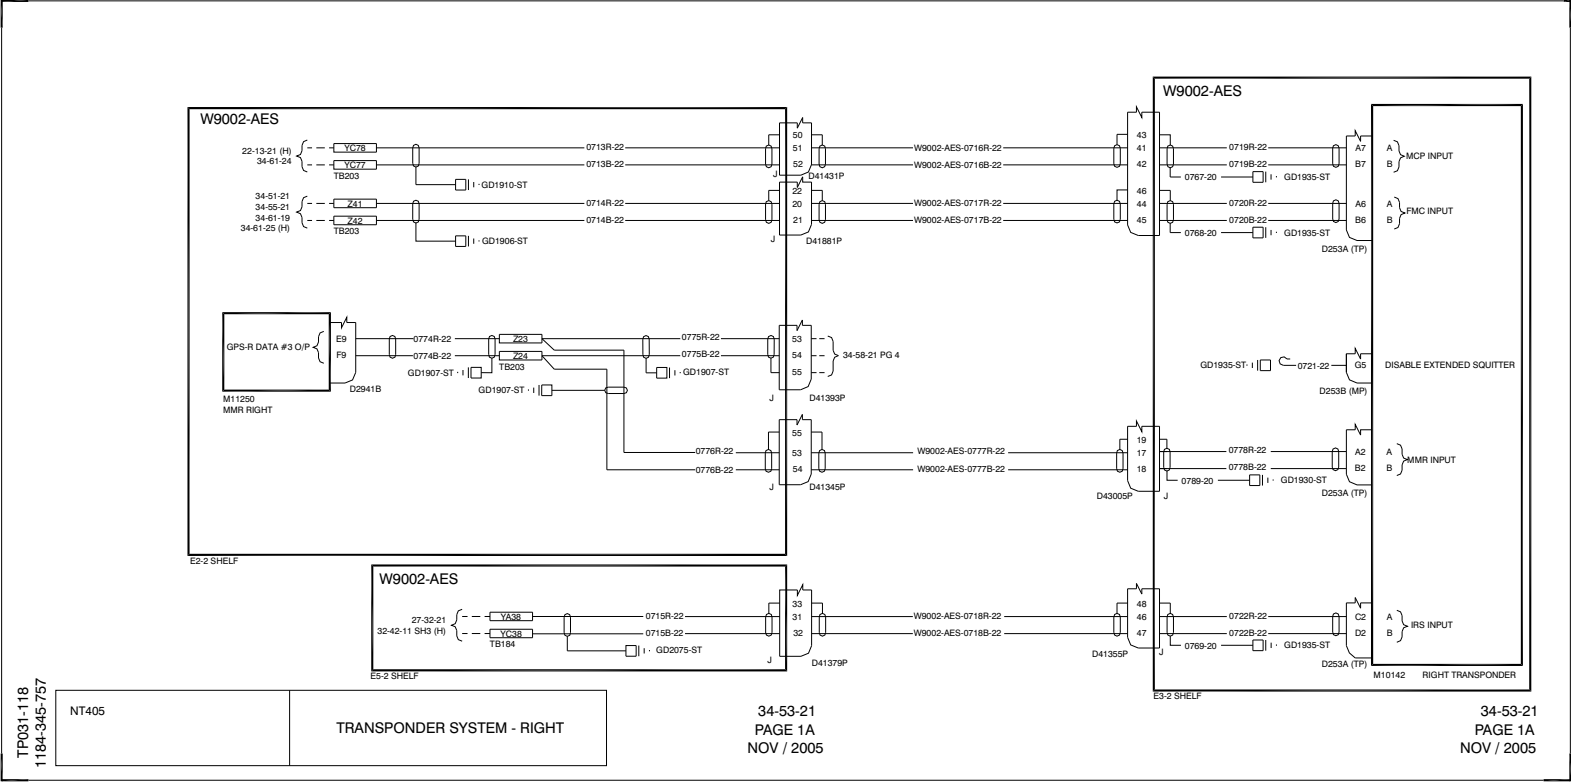 W9002-AES
22-13-21 (H)
34-61-24
YC78
YC77
TB203
0713R-22
0713B-22
GD1910-ST
50
51
52
J
D41431P
W9002-AES-0716R-22
W9002-AES-0716B-22
34-51-21
34-55-21
34-61-19
34-61-25 (H)
Z41
Z42
TB203
0714R-22
0714B-22
GD1906-ST
22
20
21
J
D41881P
W9002-AES-0717R-22
W9002-AES-0717B-22
GPS-R DATA #3 O/P
E9
F9
D2941B
M11250
MMR RIGHT
0774R-22
0774B-22
GD1907-ST
Z23
Z24
TB203
GD1907-ST
0775R-22
0775B-22
GD1907-ST
53
54
55
J
D41393P
34-58-21 PG 4
0776R-22
0776B-22
55
53
54
J
D41345P
W9002-AES-0777R-22
W9002-AES-0777B-22
E2-2 SHELF
W9002-AES
27-32-21
32-42-11 SH3 (H)
YA38
YC38
TB184
0715R-22
0715B-22
GD2075-ST
33
31
32
J
D41379P
W9002-AES-0718R-22
W9002-AES-0718B-22
E5-2 SHELF
W9002-AES
43
41
42
0719R-22
0719B-22
0767-20
GD1935-ST
A7
B7
A
B
MCP INPUT
46
44
45
0720R-22
0720B-22
0768-20
GD1935-ST
A6
B6
A
B
FMC INPUT
D253A (TP)
GD1935-ST
0721-22
G5
DISABLE EXTENDED SQUITTER
D253B (MP)
19
17
18
D43005P
J
0778R-22
0778B-22
0789-20
GD1930-ST
A2
B2
A
B
MMR INPUT
D253A (TP)
48
46
47
D41355P
J
0722R-22
0722B-22
0769-20
GD1935-ST
C2
D2
A
B
IRS INPUT
D253A (TP)
M10142
RIGHT TRANSPONDER
E3-2 SHELF
TP031-118
1184-345-757
NT405
TRANSPONDER SYSTEM - RIGHT
34-53-21
PAGE 1A
NOV / 2005
34-53-21
PAGE 1A
NOV / 2005